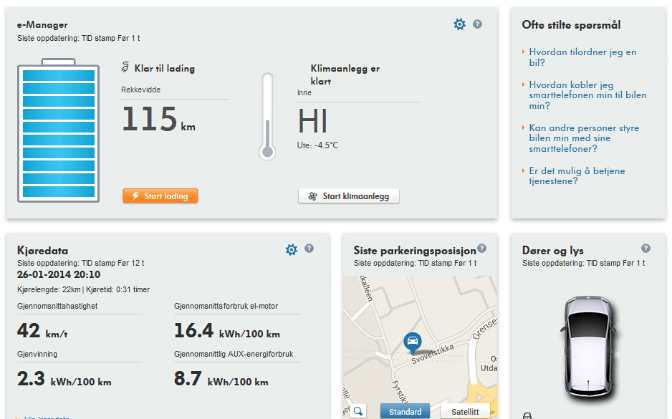 e-Manager
Siste oppdatering: TID stamp Før 1 t
Klar til lading
Rekkevidde
115 km
Start lading
Klimaanlegg er
klart
Inne
HI
Ute: -4.5°C
Start klimaanlegg
Ofte stilte spørsmål
Hvordan tilordner jeg en
bil?
Hvordan kobler jeg
smarttelefonen min til bilen
min?
Kan andre personer styre
bilen min med sine
smarttelefoner?
Er det mulig å betjene
tjenestene?
Kjøredata
Siste oppdatering: TID stamp Før 12 t
26-01-2014 20:10
Kjørelengde: 22km | Kjøretid: 0:31 timer
Gjennomsnittshastighet
42 km/t
Gjennomsnittsforbruk el-motor
16.4 kWh/100 km
Gjenvinning
2.3 kWh/100 km
Gjennomsnittlig AUX-energiforbruk
8.7 kWh/100 km
Siste parkeringsposisjon
Siste oppdatering: TID stamp Før 1 t
Svovelstikka
Fyrstikk
Grense
Utda
Standard
Satellitt
Dører og lys
Siste oppdatering: TID stamp Før 1 t